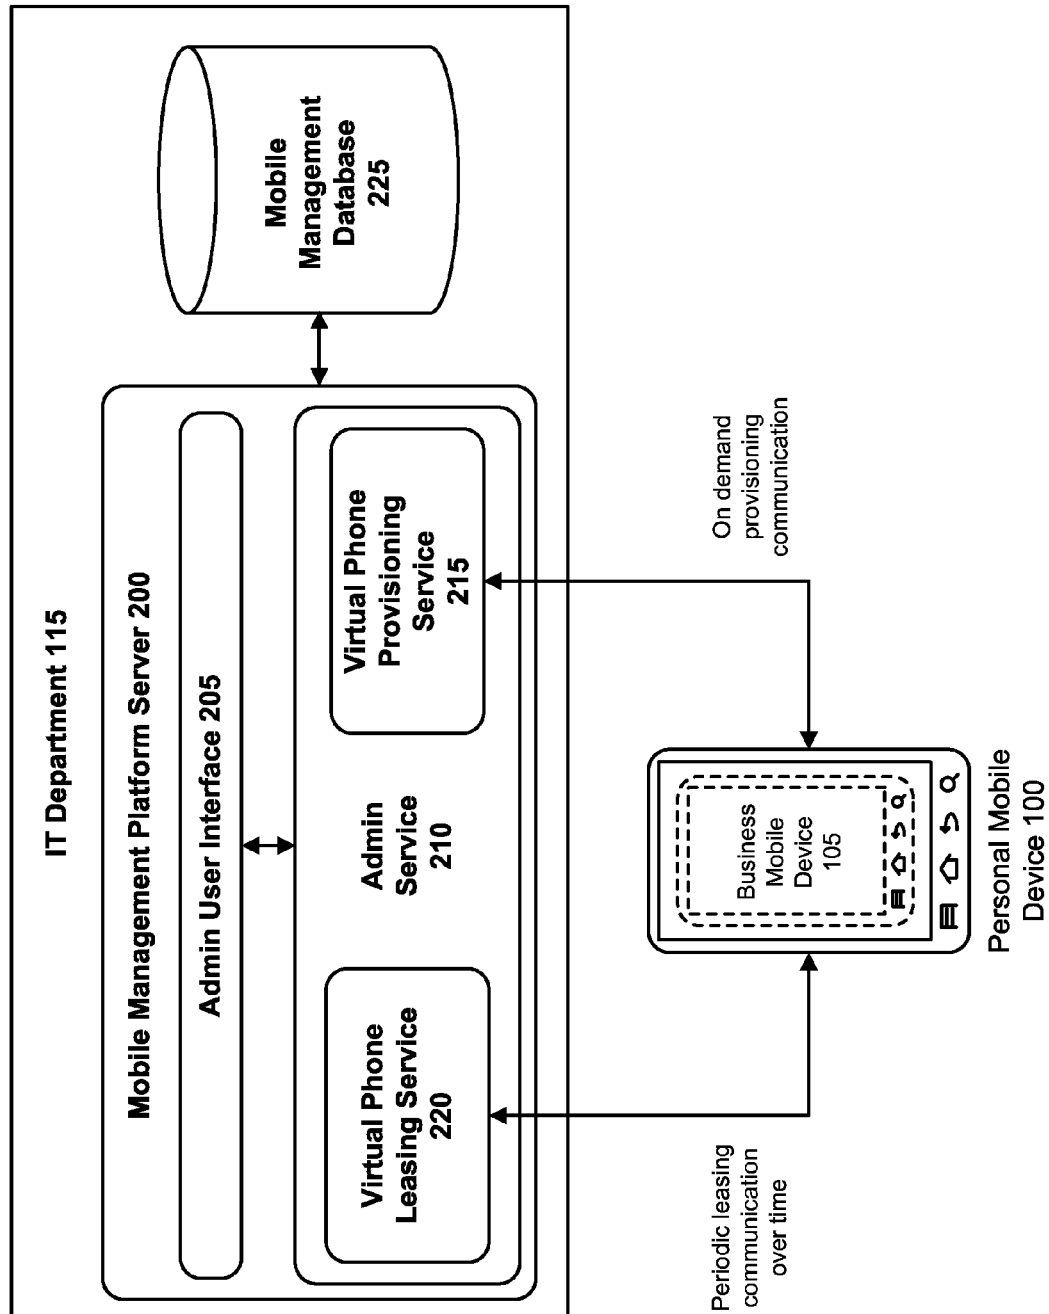 IT Department 115
Mobile Management Platform Server 200
Admin User Interface 205
Virtual Phone
Leasing Service
220
Admin
Service
210
Virtual Phone
Provisioning
Service
215
Mobile
Management
Database
225
Periodic leasing
communication
over time
Business
Mobile
Device
105
On demand
provisioning
communication
Personal Mobile
Device 100